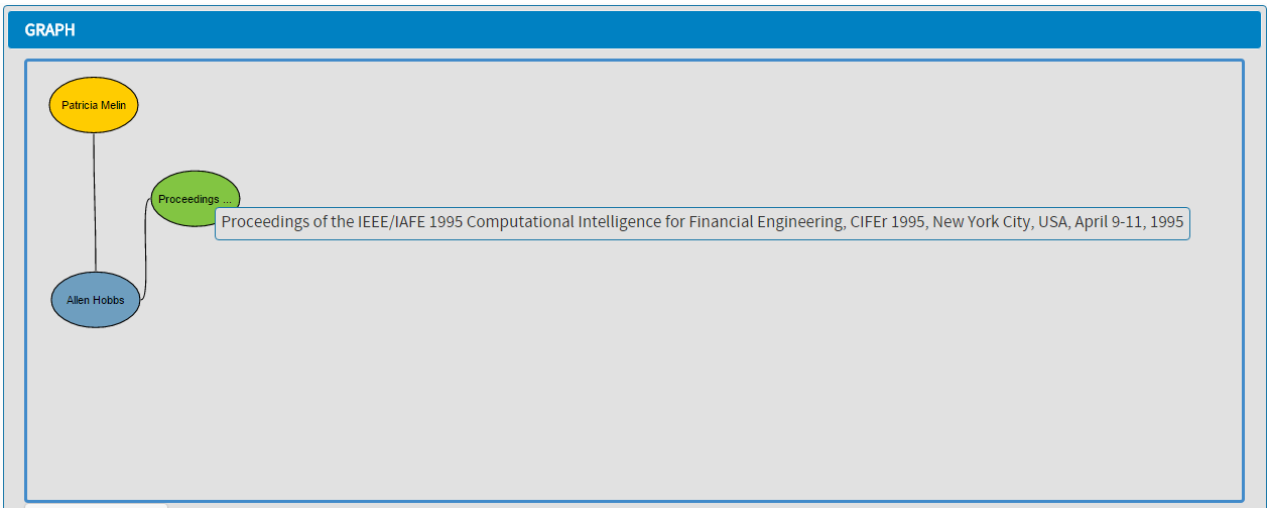 GRAPH
Patricia Melin
Proceedings ...
Proceedings of the IEEE/IAFE 1995 Computational Intelligence for Financial Engineering, CIFEr 1995, New York City, USA, April 9-11, 1995
Allen Hobbs